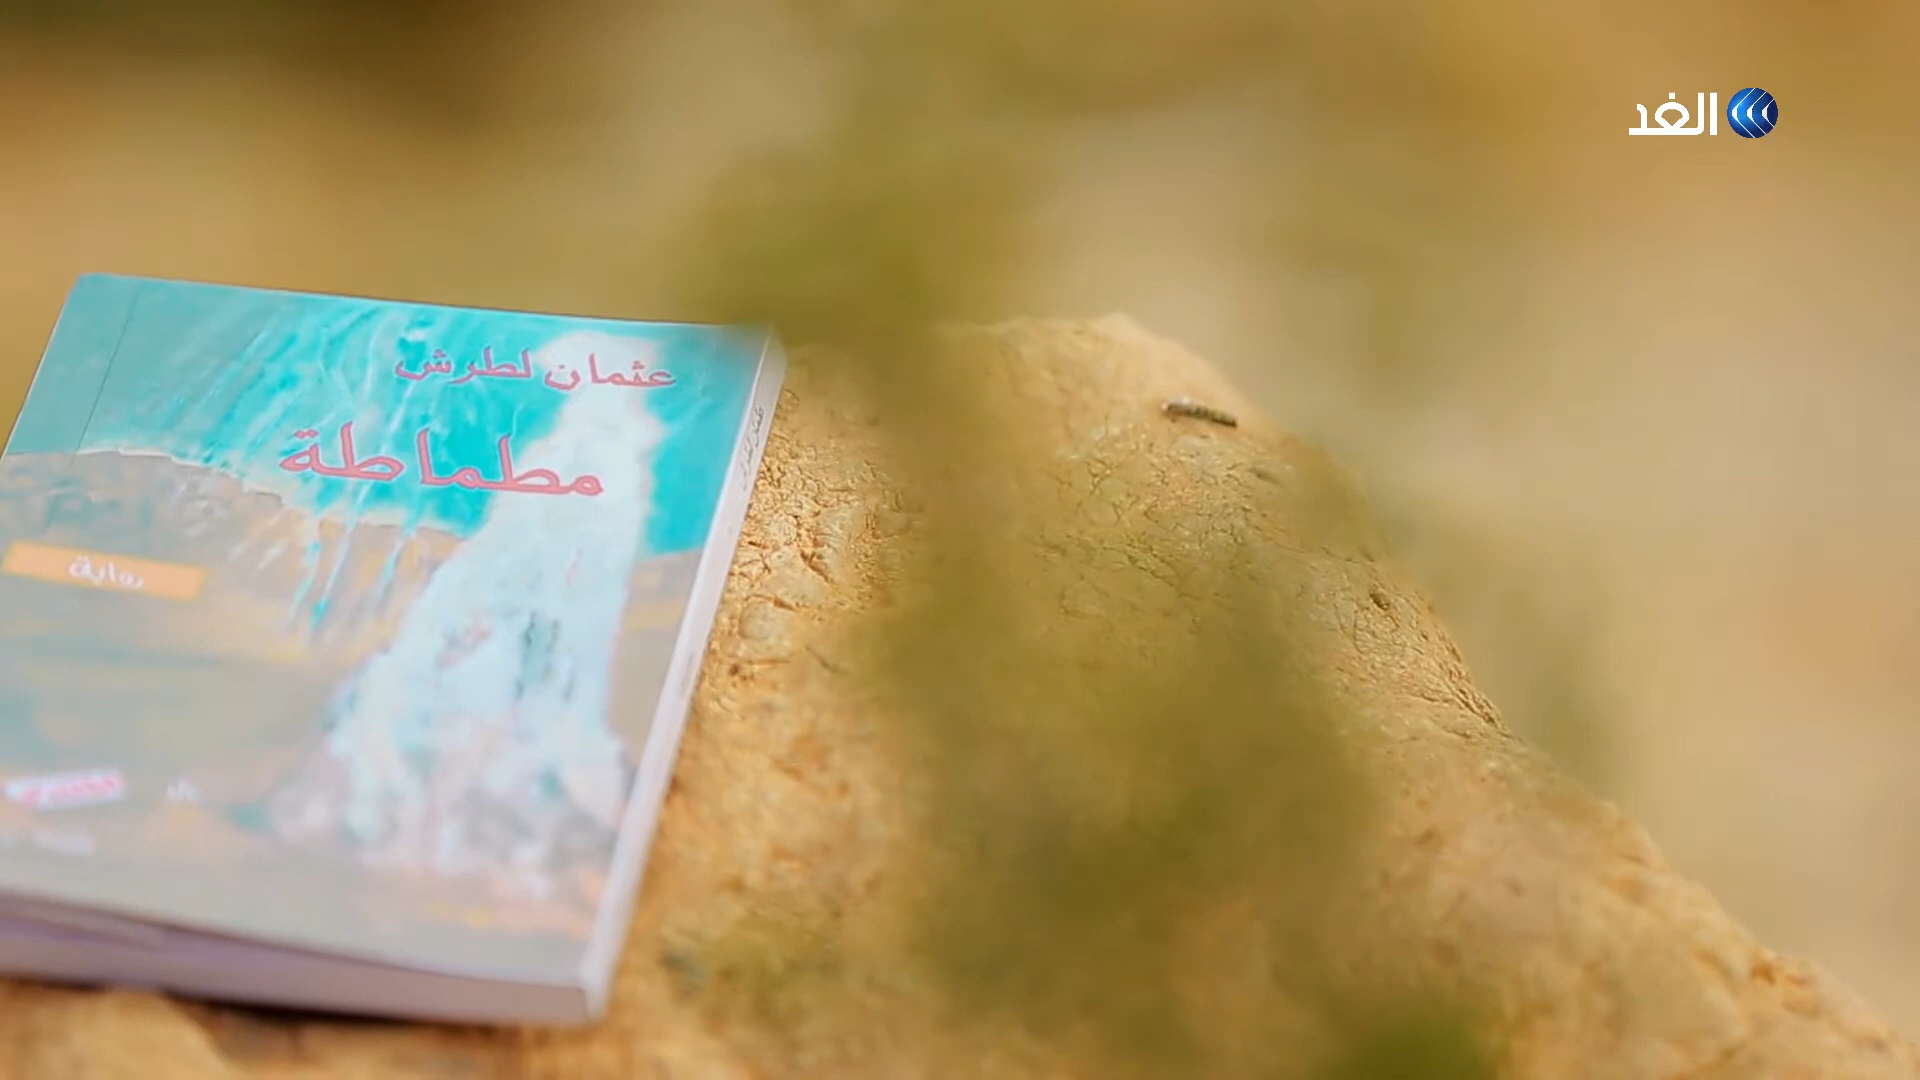 الغد
عثمان لطرش
مطماطة
رواية